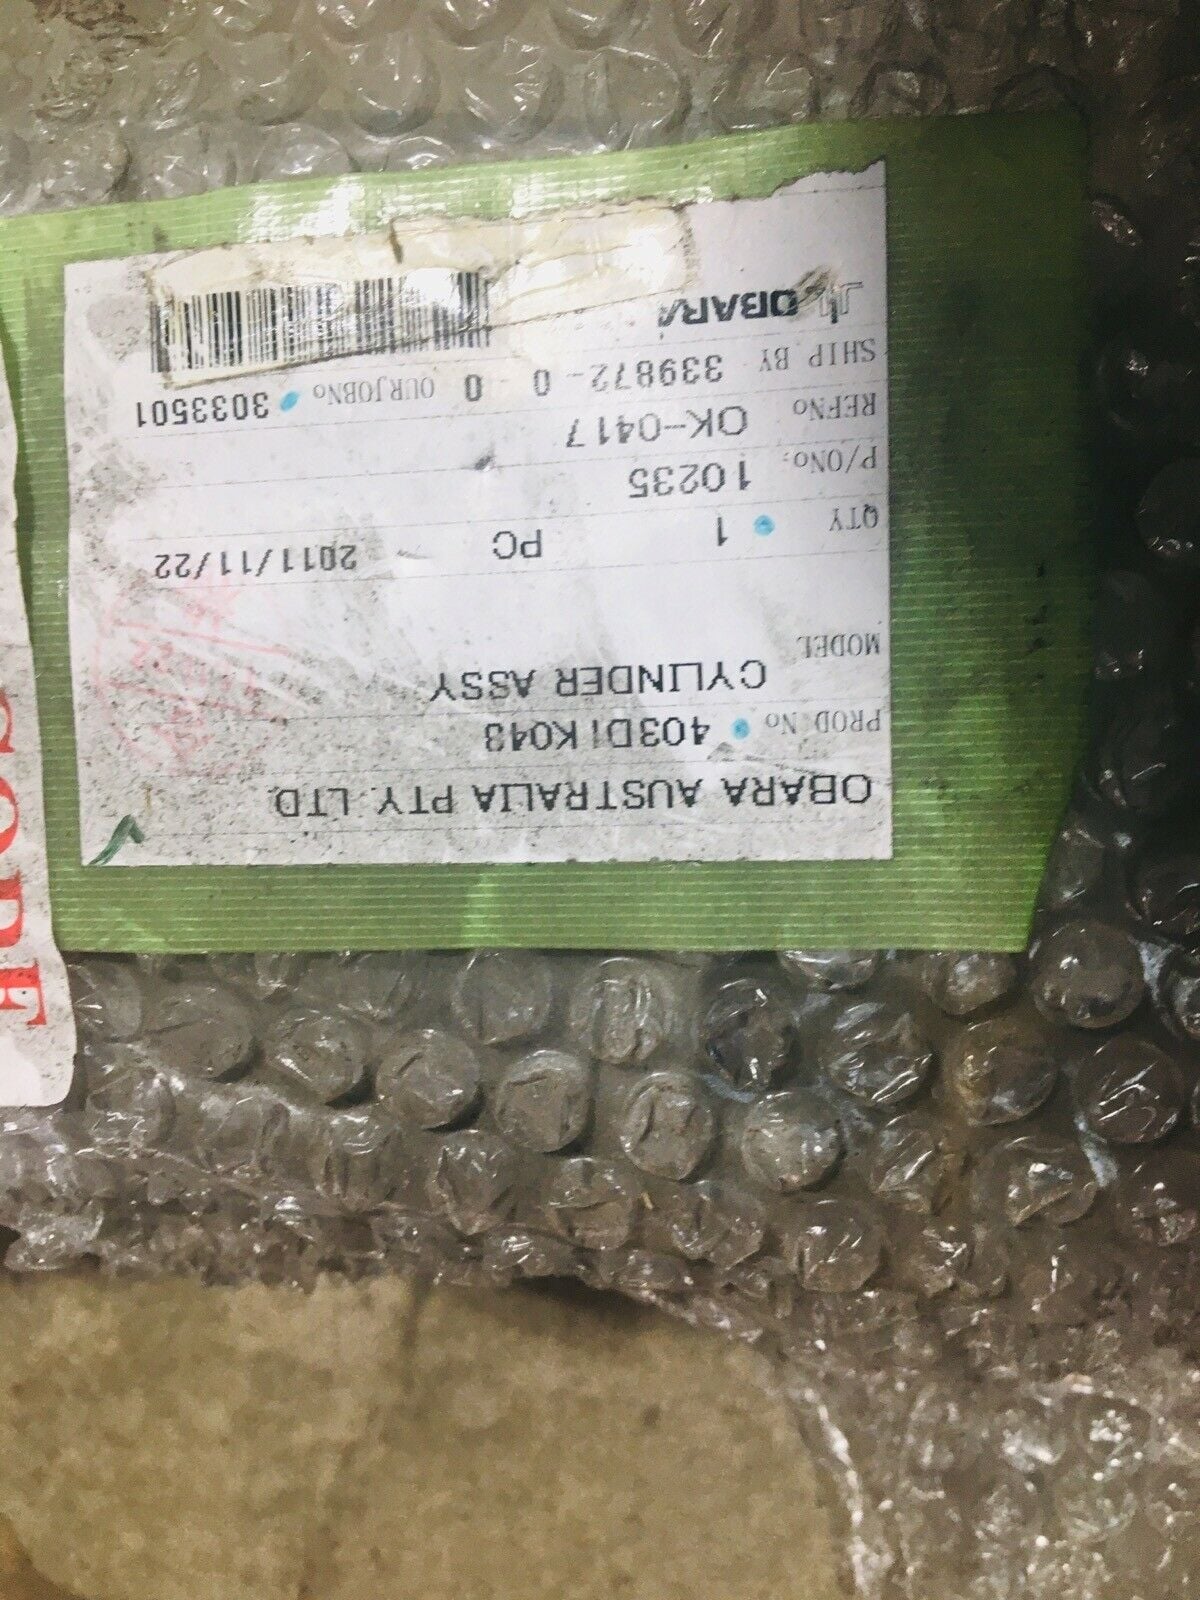 OBARA AUSTRALIA PTY. LTD.
PROD No 403D1K043
CYLINDER ASSY
MODEL
QTY 1 PC 2011/11/22
P/ONo. 10235
REFNo OK-0417
SHIP BY 339872- 0 0 OURJOBNo 3033501
OBARA